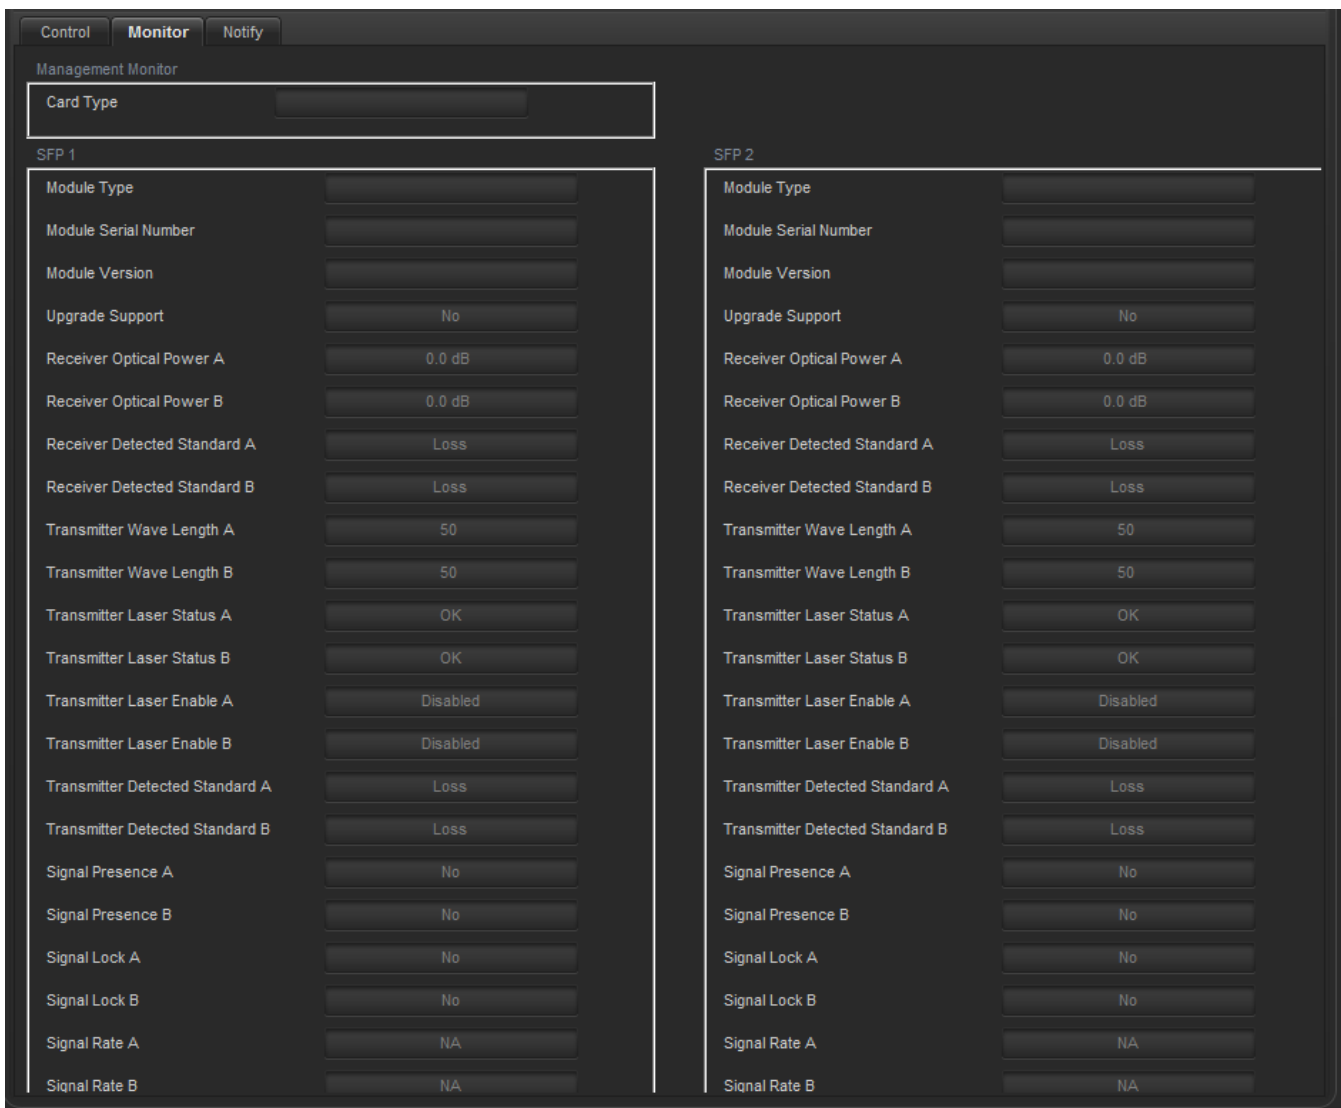 Control Monitor Notify
Management Monitor
Card Type
SFP 1
Module Type
Module Serial Number
Module Version
Upgrade Support No
Receiver Optical Power A 0.0 dB
Receiver Optical Power B 0.0 dB
Receiver Detected Standard A Loss
Receiver Detected Standard B Loss
Transmitter Wave Length A 50
Transmitter Wave Length B 50
Transmitter Laser Status A OK
Transmitter Laser Status B OK
Transmitter Laser Enable A Disabled
Transmitter Laser Enable B Disabled
Transmitter Detected Standard A Loss
Transmitter Detected Standard B Loss
Signal Presence A No
Signal Presence B No
Signal Lock A No
Signal Lock B No
Signal Rate A NA
Signal Rate B NA
SFP 2
Module Type
Module Serial Number
Module Version
Upgrade Support No
Receiver Optical Power A 0.0 dB
Receiver Optical Power B 0.0 dB
Receiver Detected Standard A Loss
Receiver Detected Standard B Loss
Transmitter Wave Length A 50
Transmitter Wave Length B 50
Transmitter Laser Status A OK
Transmitter Laser Status B OK
Transmitter Laser Enable A Disabled
Transmitter Laser Enable B Disabled
Transmitter Detected Standard A Loss
Transmitter Detected Standard B Loss
Signal Presence A No
Signal Presence B No
Signal Lock A No
Signal Lock B No
Signal Rate A NA
Signal Rate B NA